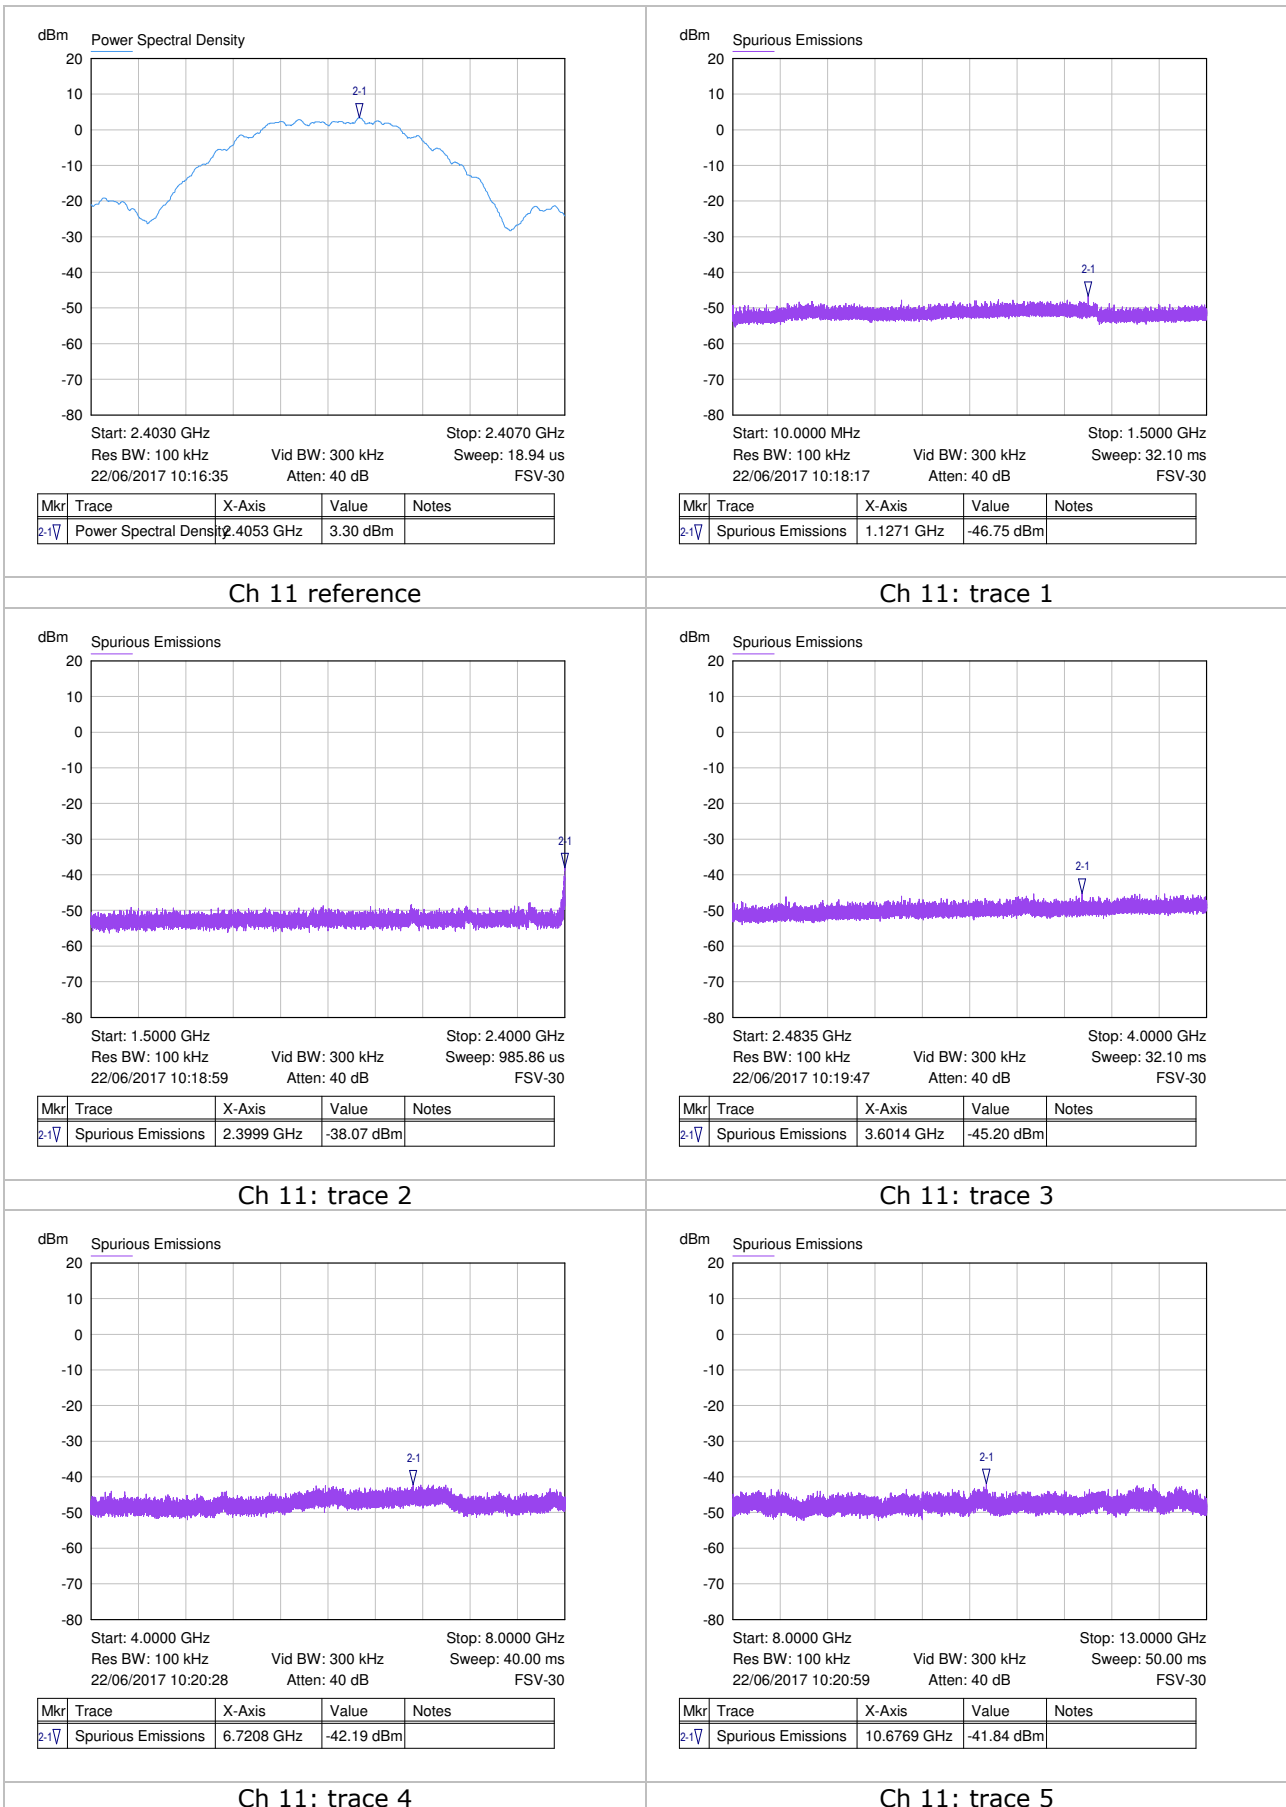 dBm
Power Spectral Density
20
10
2-1
0
-10
-20
-30
-40
-50
-60
-70
-80
Start: 2.4030 GHz Stop: 2.4070 GHz
Res BW: 100 kHz Vid BW: 300 kHz Sweep: 18.94 us
22/06/2017 10:16:35 Atten: 40 dB FSV-30
Mkr Trace X-Axis Value Notes
2-1 Power Spectral Density 2.4053 GHz 3.30 dBm
Ch 11 reference
dBm
Spurious Emissions
20
10
0
-10
-20
-30
-40
2-1
-50
-60
-70
-80
Start: 10.0000 MHz Stop: 1.5000 GHz
Res BW: 100 kHz Vid BW: 300 kHz Sweep: 32.10 ms
22/06/2017 10:18:17 Atten: 40 dB FSV-30
Mkr Trace X-Axis Value Notes
2-1 Spurious Emissions 1.1271 GHz -46.75 dBm
Ch 11: trace 1
dBm
Spurious Emissions
20
10
0
-10
-20
-30
2-1
-40
-50
-60
-70
-80
Start: 1.5000 GHz Stop: 2.4000 GHz
Res BW: 100 kHz Vid BW: 300 kHz Sweep: 985.86 us
22/06/2017 10:18:59 Atten: 40 dB FSV-30
Mkr Trace X-Axis Value Notes
2-1 Spurious Emissions 2.3999 GHz -38.07 dBm
Ch 11: trace 2
dBm
Spurious Emissions
20
10
0
-10
-20
-30
2-1
-40
-50
-60
-70
-80
Start: 2.4835 GHz Stop: 4.0000 GHz
Res BW: 100 kHz Vid BW: 300 kHz Sweep: 32.10 ms
22/06/2017 10:19:47 Atten: 40 dB FSV-30
Mkr Trace X-Axis Value Notes
2-1 Spurious Emissions 3.6014 GHz -45.20 dBm
Ch 11: trace 3
dBm
Spurious Emissions
20
10
0
-10
-20
-30
2-1
-40
-50
-60
-70
-80
Start: 4.0000 GHz Stop: 8.0000 GHz
Res BW: 100 kHz Vid BW: 300 kHz Sweep: 40.00 ms
22/06/2017 10:20:28 Atten: 40 dB FSV-30
Mkr Trace X-Axis Value Notes
2-1 Spurious Emissions 6.7208 GHz -42.19 dBm
Ch 11: trace 4
dBm
Spurious Emissions
20
10
0
-10
-20
-30
2-1
-40
-50
-60
-70
-80
Start: 8.0000 GHz Stop: 13.0000 GHz
Res BW: 100 kHz Vid BW: 300 kHz Sweep: 50.00 ms
22/06/2017 10:20:59 Atten: 40 dB FSV-30
Mkr Trace X-Axis Value Notes
2-1 Spurious Emissions 10.6769 GHz -41.84 dBm
Ch 11: trace 5